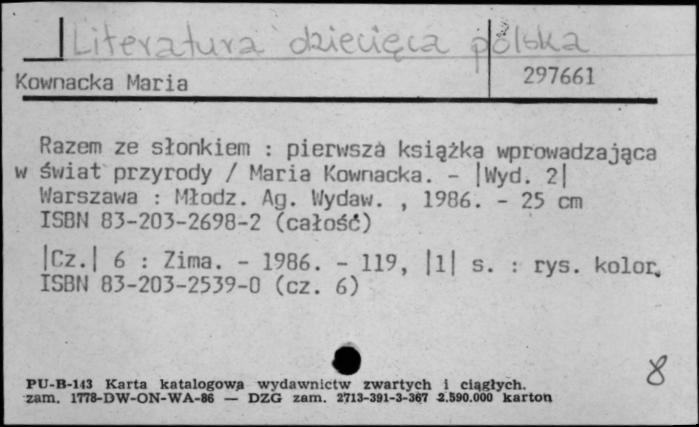 Literatura dziecięca polska
Kownacka Maria 297661
Razem ze słonkiem : pierwsza książka wprowadzająca
w świat przyrody / Maria Kownacka. - |Wyd. 2|
Warszawa : Młodz. Ag. Wydaw. , 1986. - 25 cm
ISBN 83-203-2698-2 (całość)
|Cz.| 6 : Zima. - 1986. - 119, |1| s. : rys. kolor.
ISBN 83-203-2539-0 (cz. 6)
8
PU-B-143 Karta katalogowa wydawnictw zwartych i ciągłych.
zam. 1778-DW-ON-WA-86 — DZG zam. 2713-391-3-367 2.590.000 karton